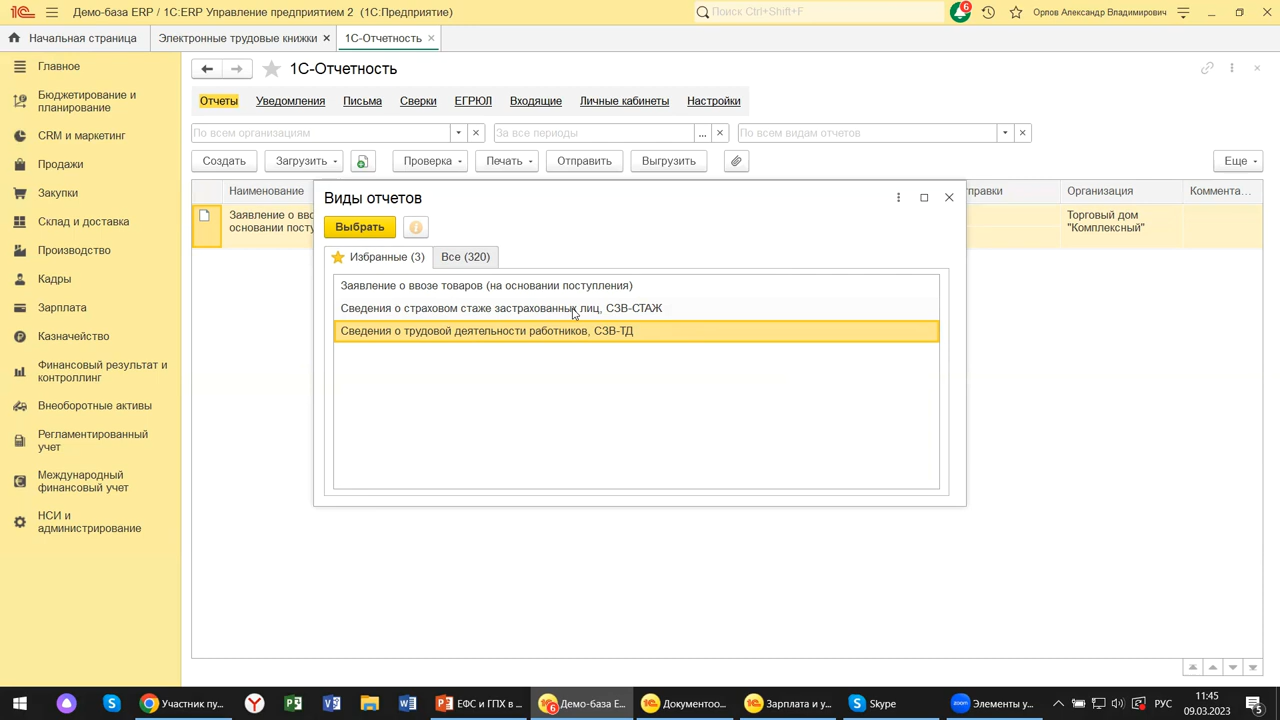 Демо-база ERP / 1С:ERP Управление предприятием 2 (1С:Предприятие)
Поиск Ctrl+Shift+F
6
Орлов Александр Владимирович
Начальная страница
Электронные трудовые книжки ×
1С-Отчетность ×
Главное
Бюджетирование и
планирование
CRM и маркетинг
Продажи
Закупки
Склад и доставка
Производство
Кадры
Зарплата
Казначейство
Финансовый результат и
контроллинг
Внеоборотные активы
Регламентированный
учет
Международный
финансовый учет
НСИ и
администрирование
1С-Отчетность
Отчеты Уведомления Письма Сверки ЕГРЮЛ Входящие Личные кабинеты Настройки
По всем организациям
За все периоды
По всем видам отчетов
Создать Загрузить Проверка Печать Отправить Выгрузить Еще
Наименование
правки
Организация
Коммента...
Заявление о вво
основании посту
Торговый дом
"Комплексный"
Виды отчетов
Выбрать
Избранные (3) Все (320)
Заявление о ввозе товаров (на основании поступления)
Сведения о страховом стаже застрахованных лиц, СЗВ-СТАЖ
Сведения о трудовой деятельности работников, СЗВ-ТД
Участник пу...
ЕФС и ГПХ в ...
Демо-база E...
Документоо...
Зарплата и у...
Skype
Элементы у...
РУС
11:45
09.03.2023
5